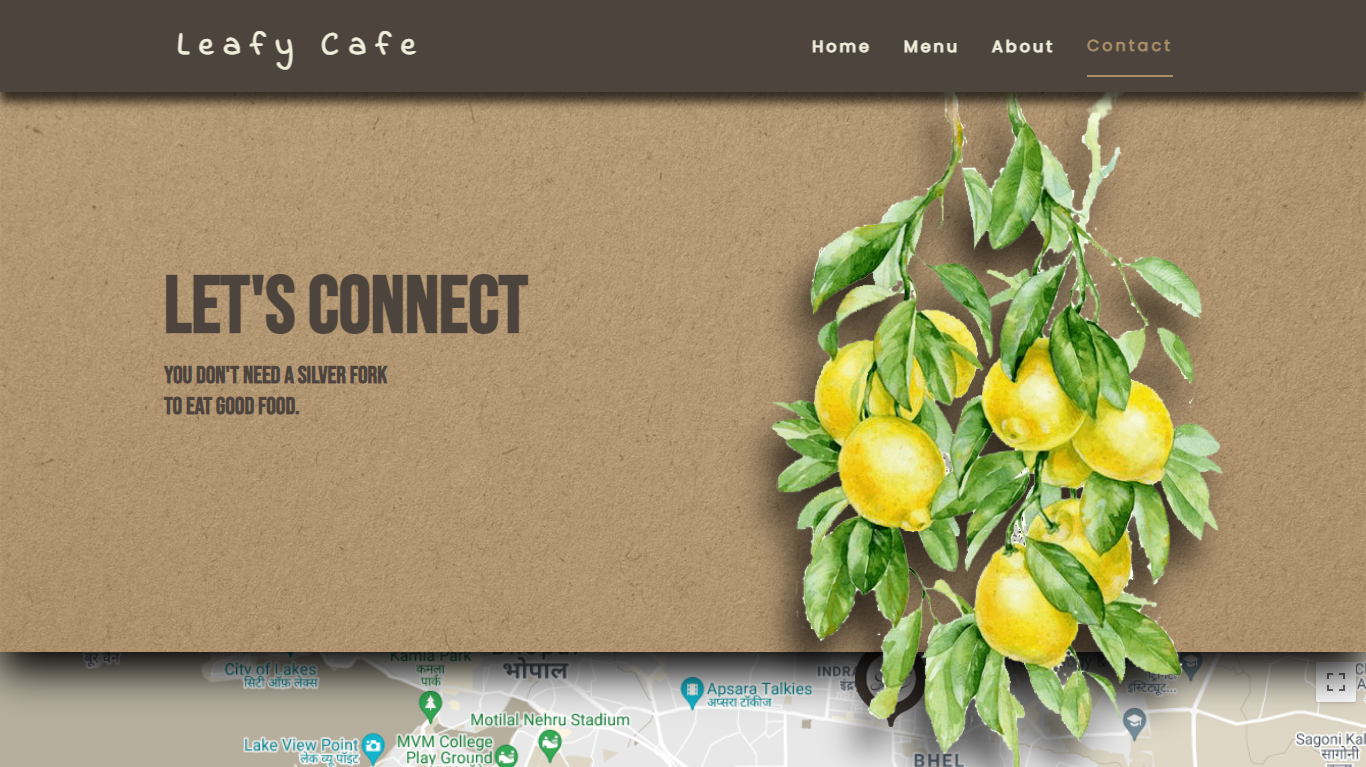 Leafy Cafe
Home Menu About Contact
LET'S CONNECT
YOU DON'T NEED A SILVER FORK
TO EAT GOOD FOOD.
Kamla Park
कमला
पार्क
भोपाल
City of Lakes
सिटी ऑफ़ लेक्स
INDRA
Apsara Talkies
अप्सरा टॉकीज
इंस्टिट्यूट...
Motilal Nehru Stadium
Lake View Point
लेक व्यू पॉइंट
MVM College
Play Ground
BHEL
Sagoni Kal
सागोनी